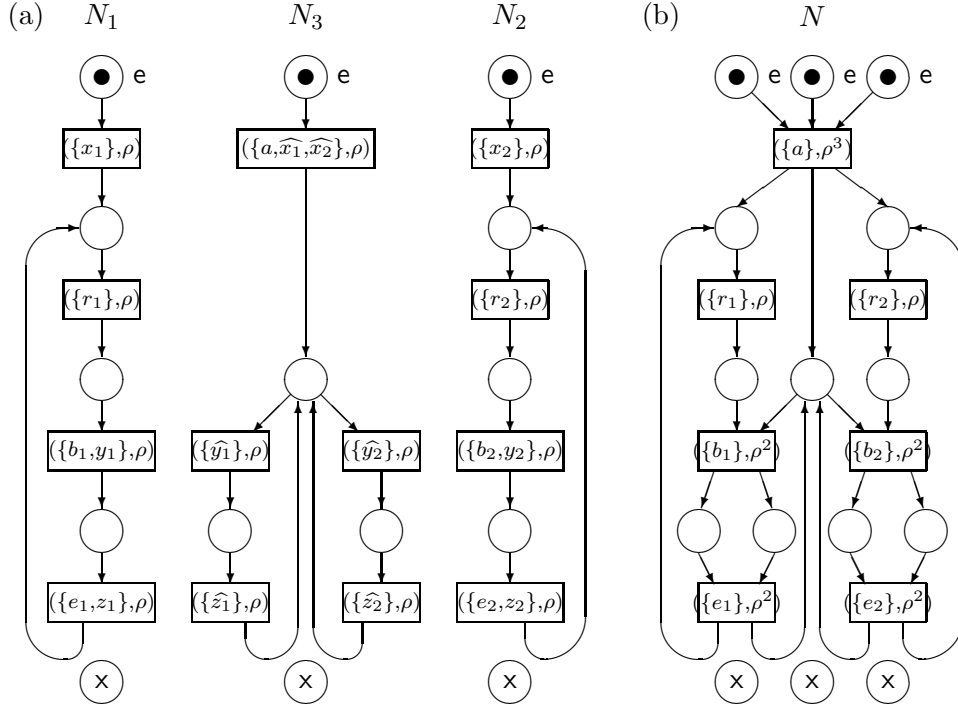 (a) N₁ N₃ N₂ (b) N
e e e e e e
({x₁},ρ) ({a,x̂₁,x̂₂},ρ) ({x₂},ρ) ({a},ρ³)
({r₁},ρ) ({r₂},ρ) ({r₁},ρ) ({r₂},ρ)
({b₁,y₁},ρ) ({ŷ₁},ρ) ({ŷ₂},ρ) ({b₂,y₂},ρ) ({b₁},ρ²) ({b₂},ρ²)
({e₁,z₁},ρ) ({ẑ₁},ρ) ({ẑ₂},ρ) ({e₂,z₂},ρ) ({e₁},ρ²) ({e₂},ρ²)
x x x x x x